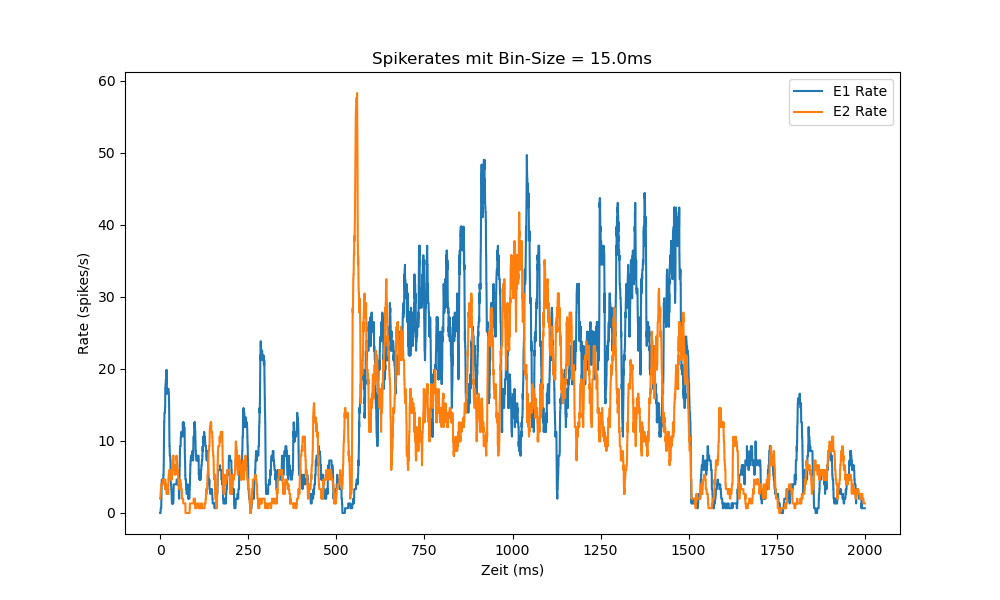 Spikerates mit Bin-Size = 15.0ms
E1 Rate
E2 Rate
60
50
40
30
20
10
0
Rate (spikes/s)
0 250 500 750 1000 1250 1500 1750 2000
Zeit (ms)